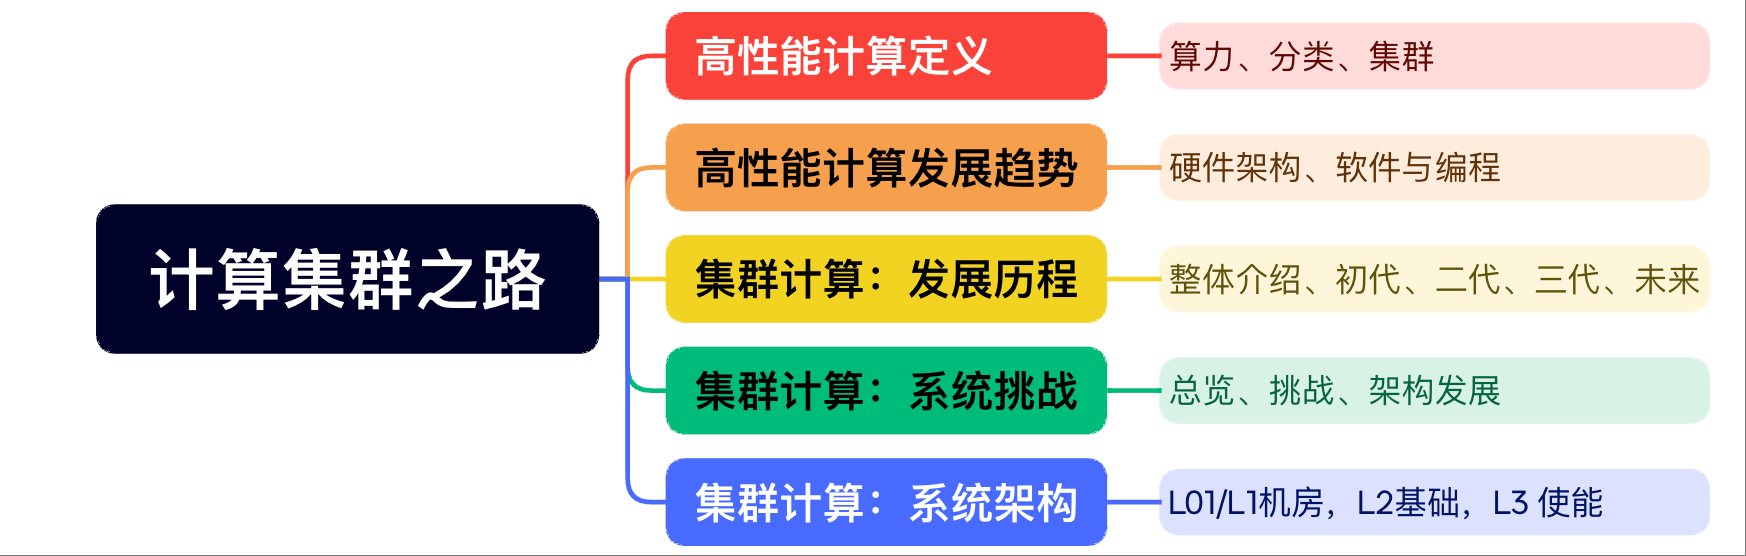 高性能计算定义
算力、分类、集群
高性能计算发展趋势
硬件架构、软件与编程
计算集群之路
集群计算：发展历程
整体介绍、初代、二代、三代、未来
集群计算：系统挑战
总览、挑战、架构发展
集群计算：系统架构
L01/L1机房，L2基础，L3 使能